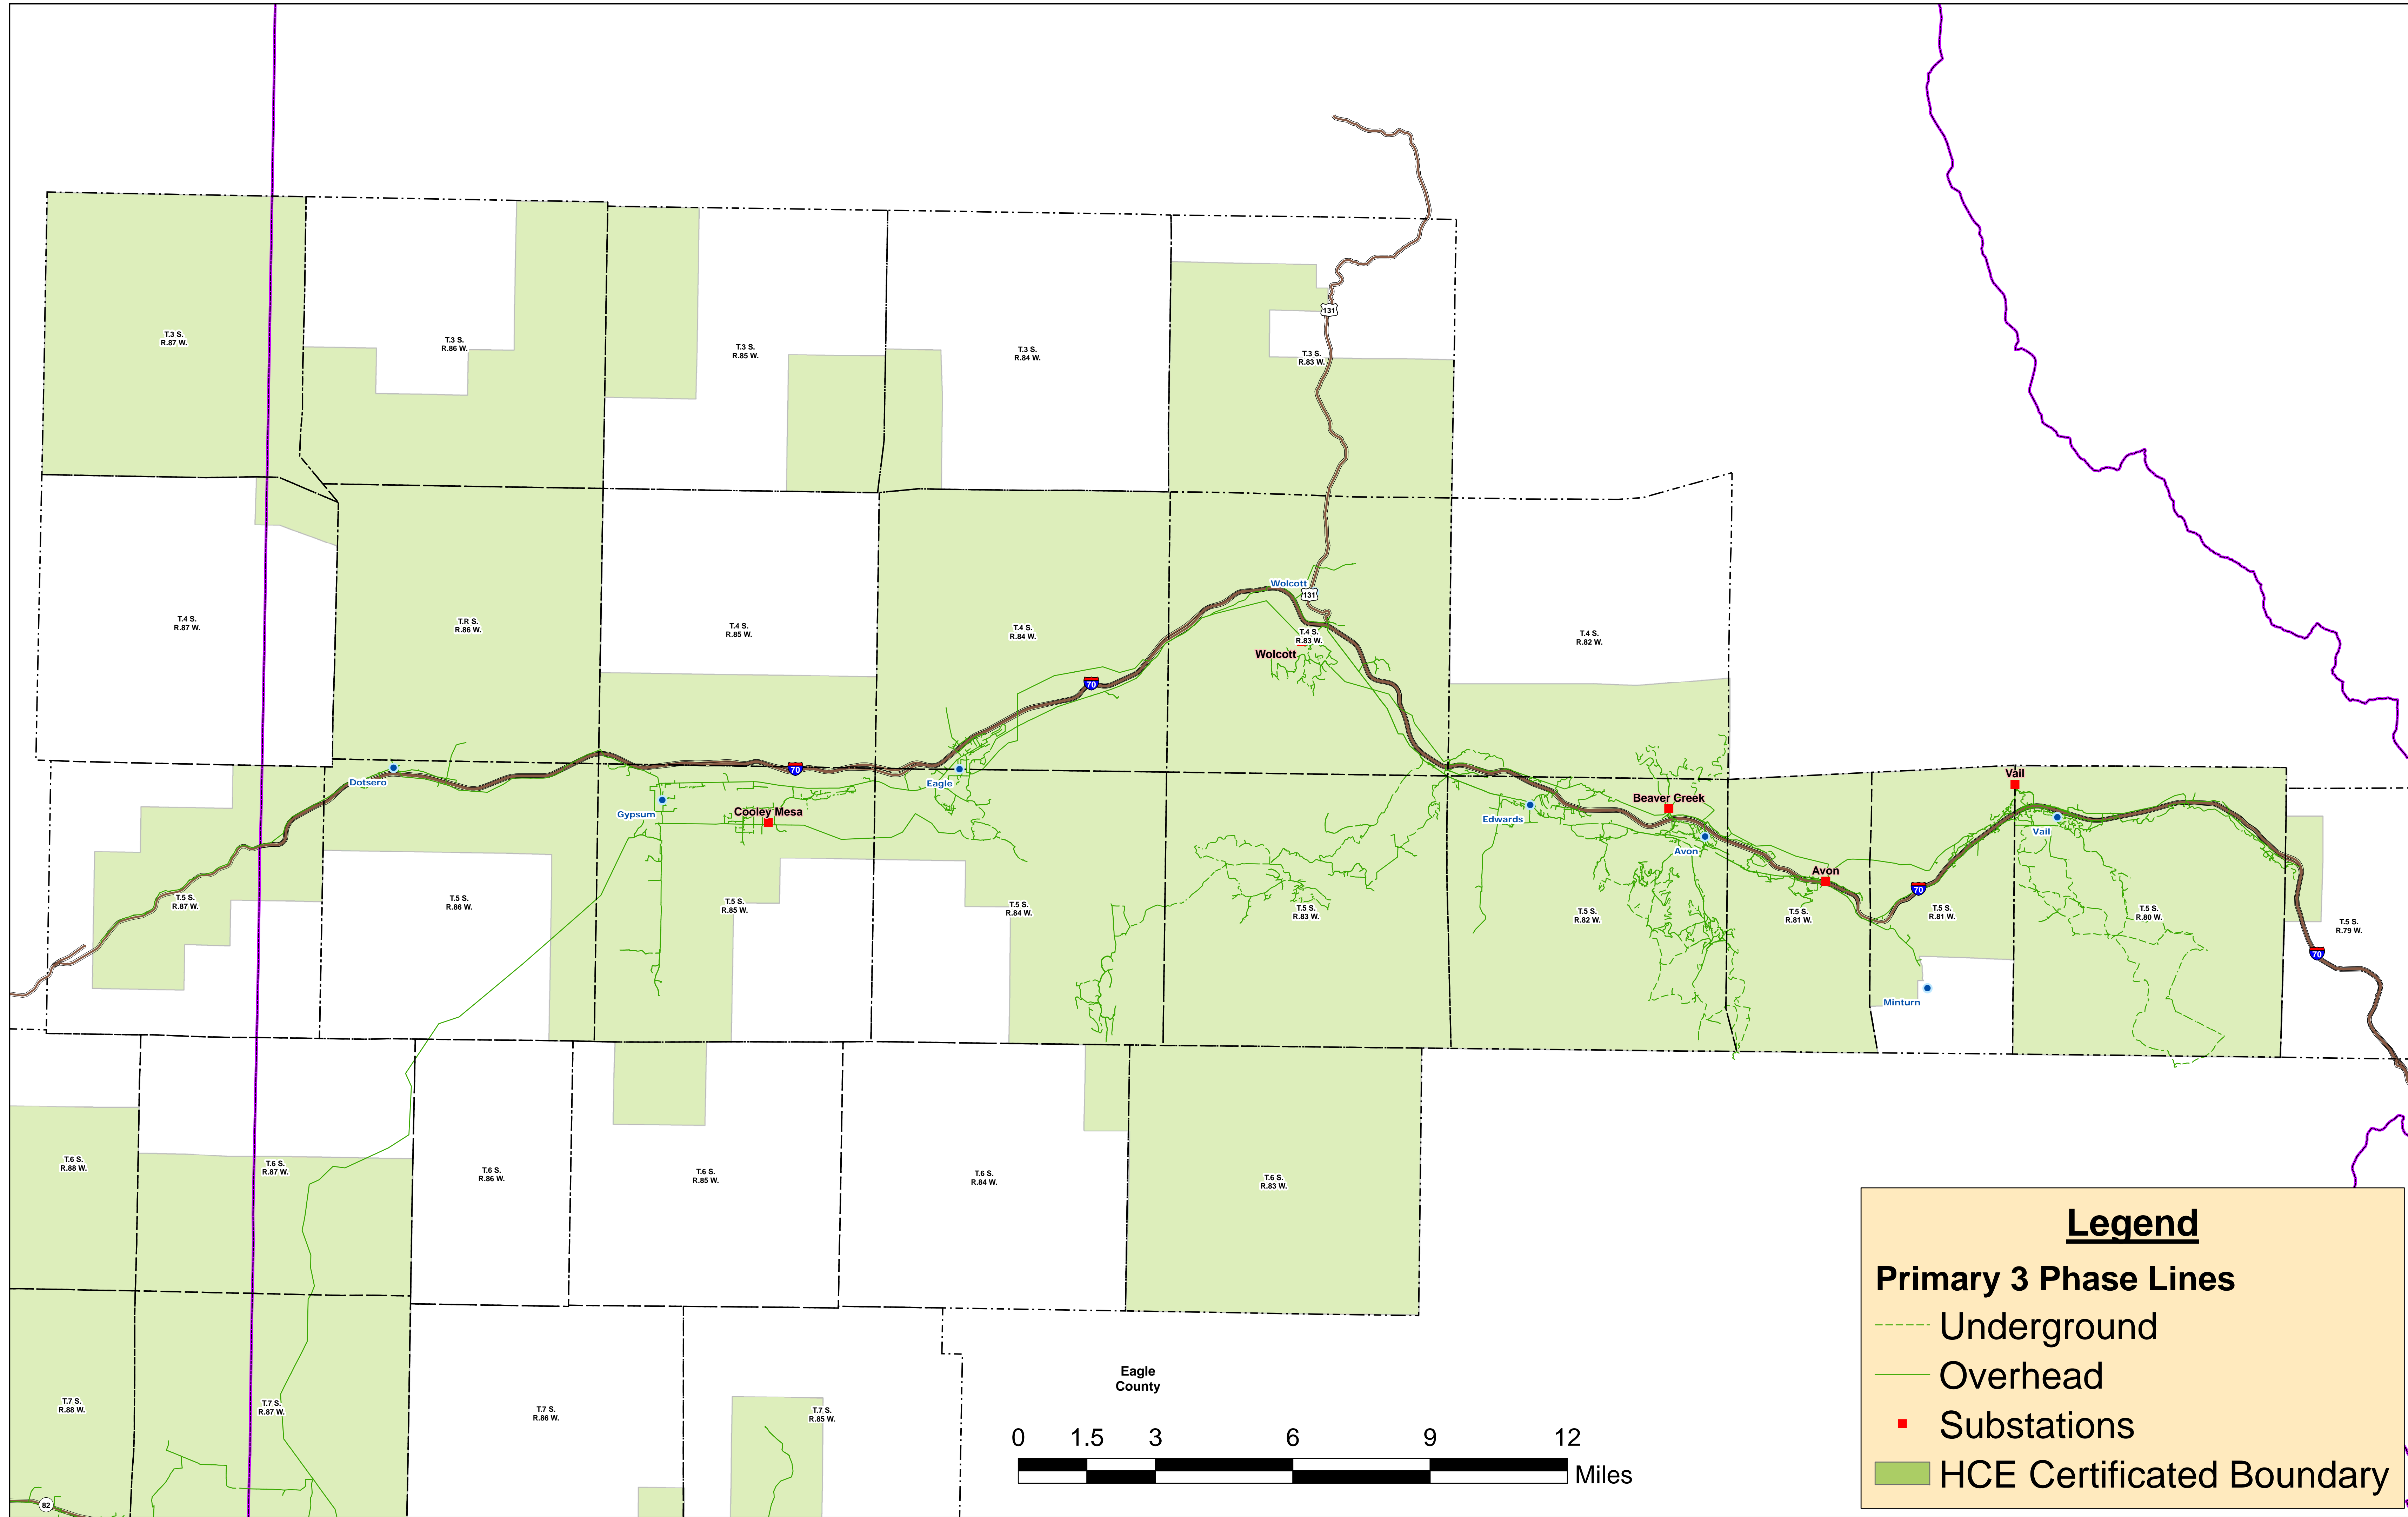 131
T.3 S.
R.87 W.
T.3 S.
R.86 W.
T.3 S.
R.85 W.
T.3 S.
R.84 W.
T.3 S.
R.83 W.
Wolcott
131
T.4 S.
R.87 W.
T.R S.
R.86 W.
T.4 S.
R.85 W.
T.4 S.
R.84 W.
T.4 S.
R.83 W.
T.4 S.
R.82 W.
Wolcott
70
Dotsero
70
Eagle
Gypsum
Cooley Mesa
Edwards
Beaver Creek
Avon
Avon
Vail
Vail
70
T.5 S.
R.87 W.
T.5 S.
R.86 W.
T.5 S.
R.85 W.
T.5 S.
R.84 W.
T.5 S.
R.83 W.
T.5 S.
R.82 W.
T.5 S.
R.81 W.
T.5 S.
R.81 W.
T.5 S.
R.80 W.
T.5 S.
R.79 W.
70
Minturn
T.6 S.
R.88 W.
T.6 S.
R.87 W.
T.6 S.
R.86 W.
T.6 S.
R.85 W.
T.6 S.
R.84 W.
T.6 S.
R.83 W.
T.7 S.
R.88 W.
T.7 S.
R.87 W.
T.7 S.
R.86 W.
T.7 S.
R.85 W.
82
Eagle
County
0 1.5 3 6 9 12
Miles
Legend
Primary 3 Phase Lines
Underground
Overhead
Substations
HCE Certificated Boundary